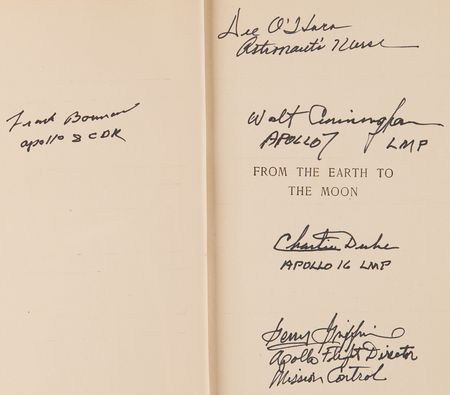 Frank Borman
Apollo 8 CDR
Dee O'Hara
Astronauts' Nurse
Walt Cunningham
APOLLO 7 LMP
FROM THE EARTH TO
THE MOON
Charlie Duke
APOLLO 16 LMP
Gerry Griffin
Apollo Flight Director
Mission Control